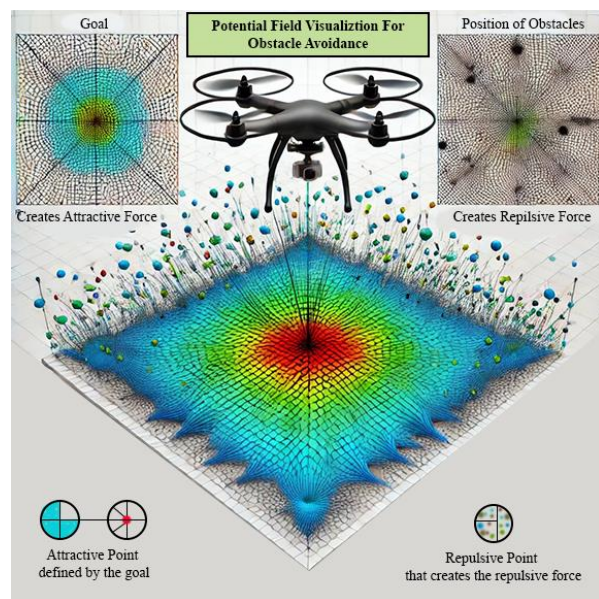 Goal
Potential Field Visualiztion For
Obstacle Avoidance
Position of Obstacles
Creates Attractive Force
Creates Repilsive Force
Attractive Point
defined by the goal
Repulsive Point
that creates the repulsive force